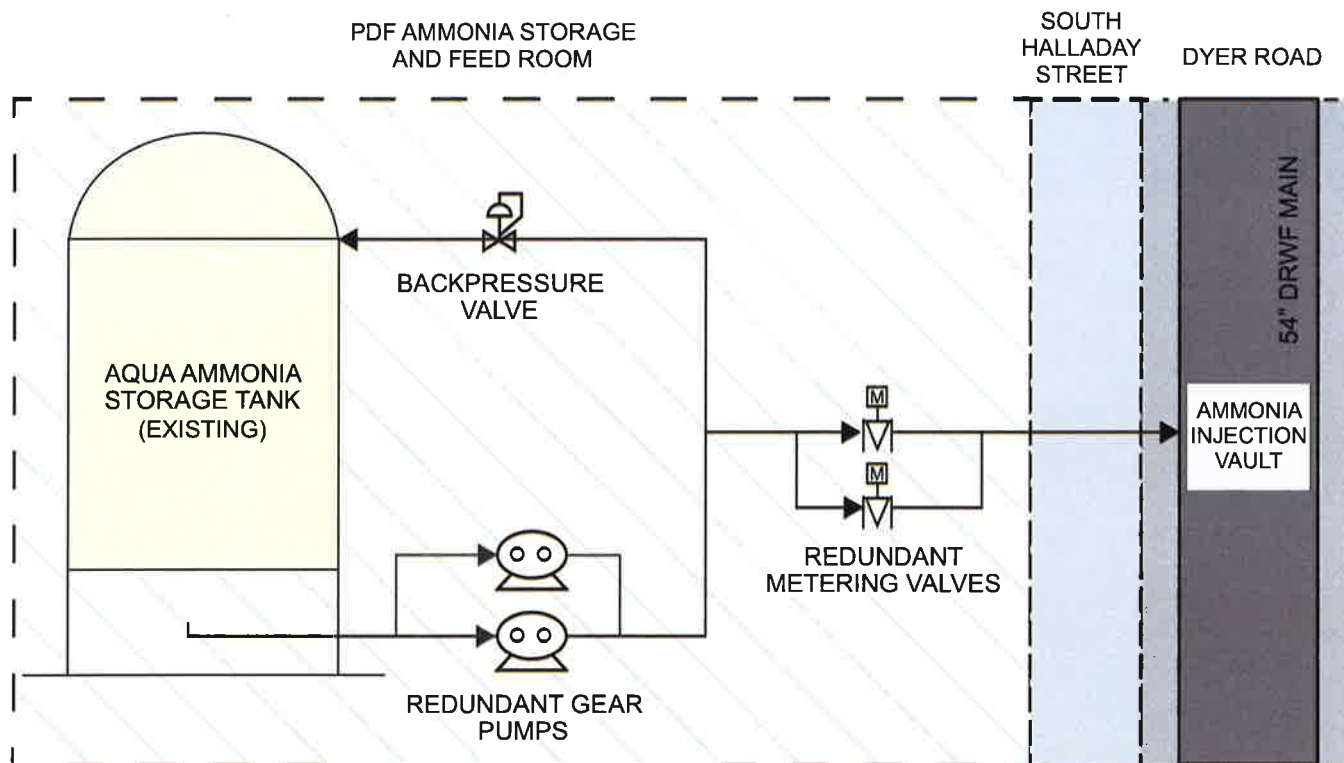 PDF AMMONIA STORAGE
AND FEED ROOM
SOUTH
HALLADAY
STREET
DYER ROAD
54" DRWF MAIN
BACKPRESSURE
VALVE
AQUA AMMONIA
STORAGE TANK
(EXISTING)
M
M
AMMONIA
INJECTION
VAULT
REDUNDANT
METERING VALVES
REDUNDANT GEAR
PUMPS